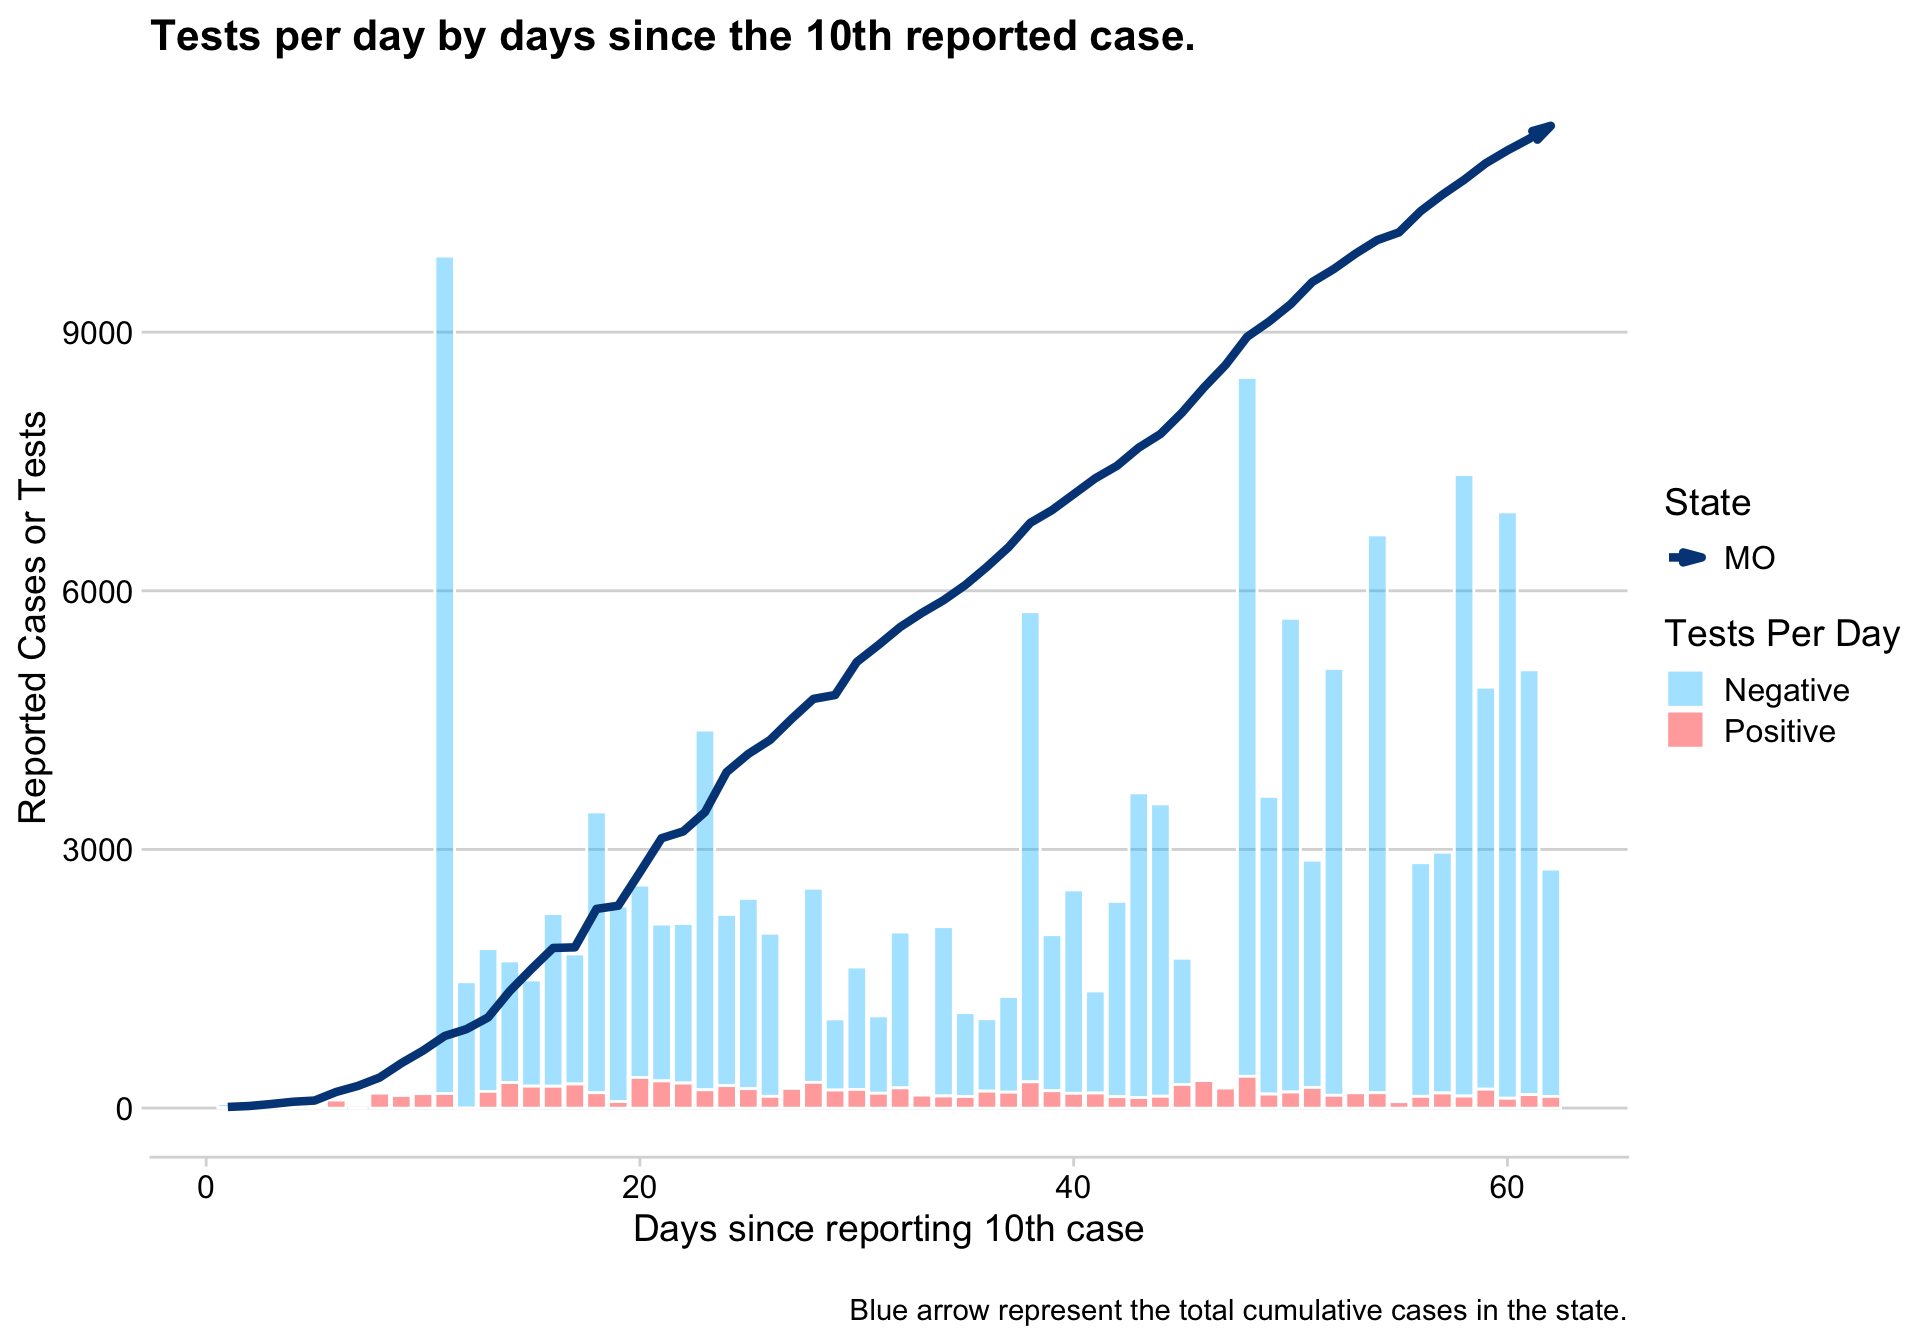 Tests per day by days since the 10th reported case.
Reported Cases or Tests
9000
6000
3000
0
0
20
40
60
Days since reporting 10th case
State
MO
Tests Per Day
Negative
Positive
Blue arrow represent the total cumulative cases in the state.